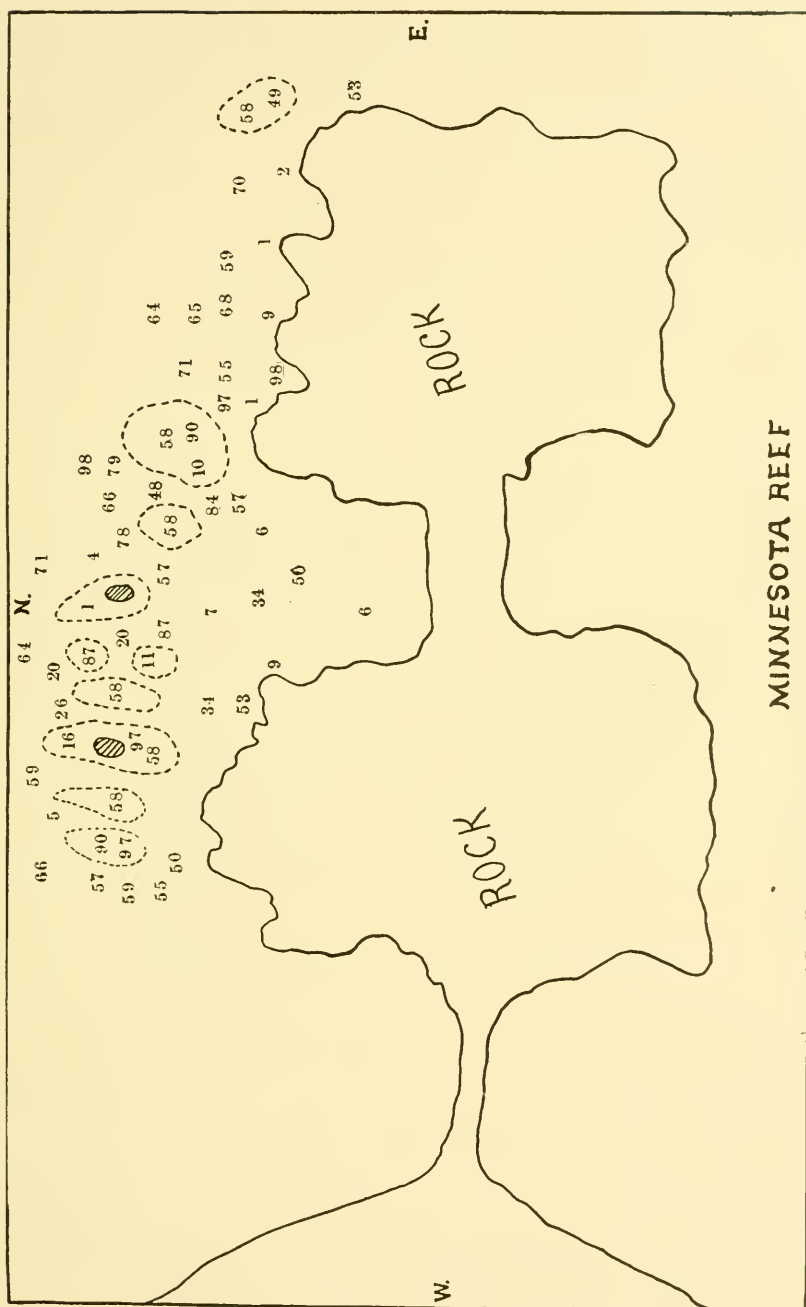 N.
66 59 64 71
5 26 20
16 87 1 98
57 90 4 66 79
58 58 20 78
59 97 97
58 11 48 64
55 87 57 58 58
50 71
10 90 65
34 7 84
97 55 68 59
53 57 70 58
34 6 1 9 1 49
9 98 2
50
53
6
W. E.
ROCK ROCK
MINNESOTA REEF